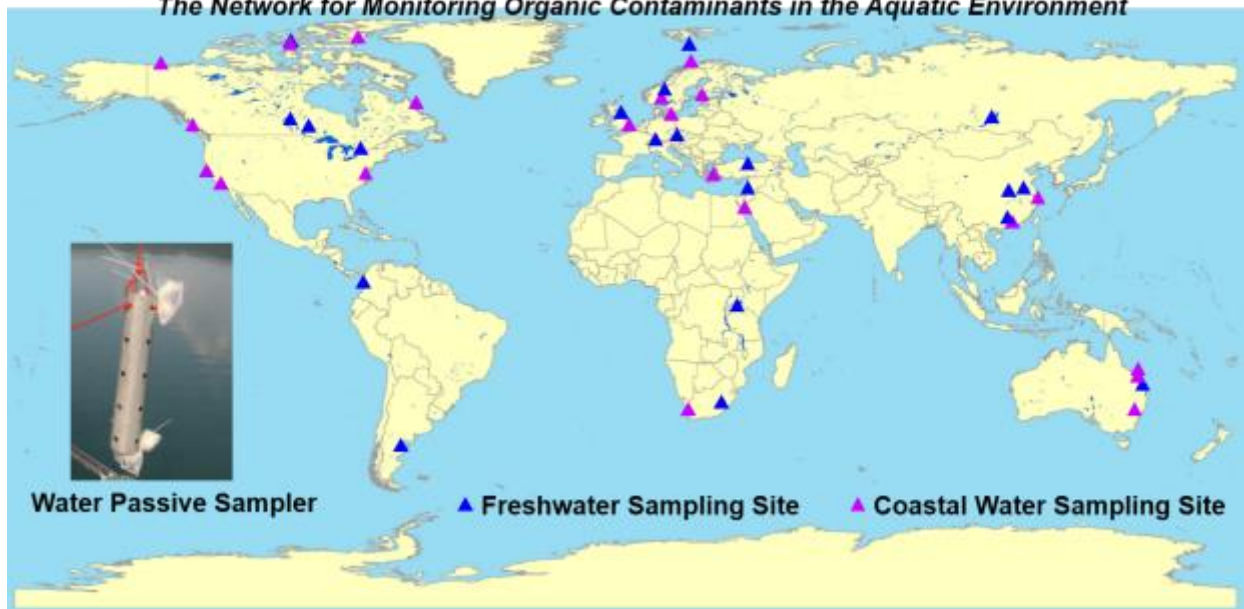 The Network for Monitoring Organic Contaminants in the Aquatic Environment
Water Passive Sampler
Freshwater Sampling Site
Coastal Water Sampling Site